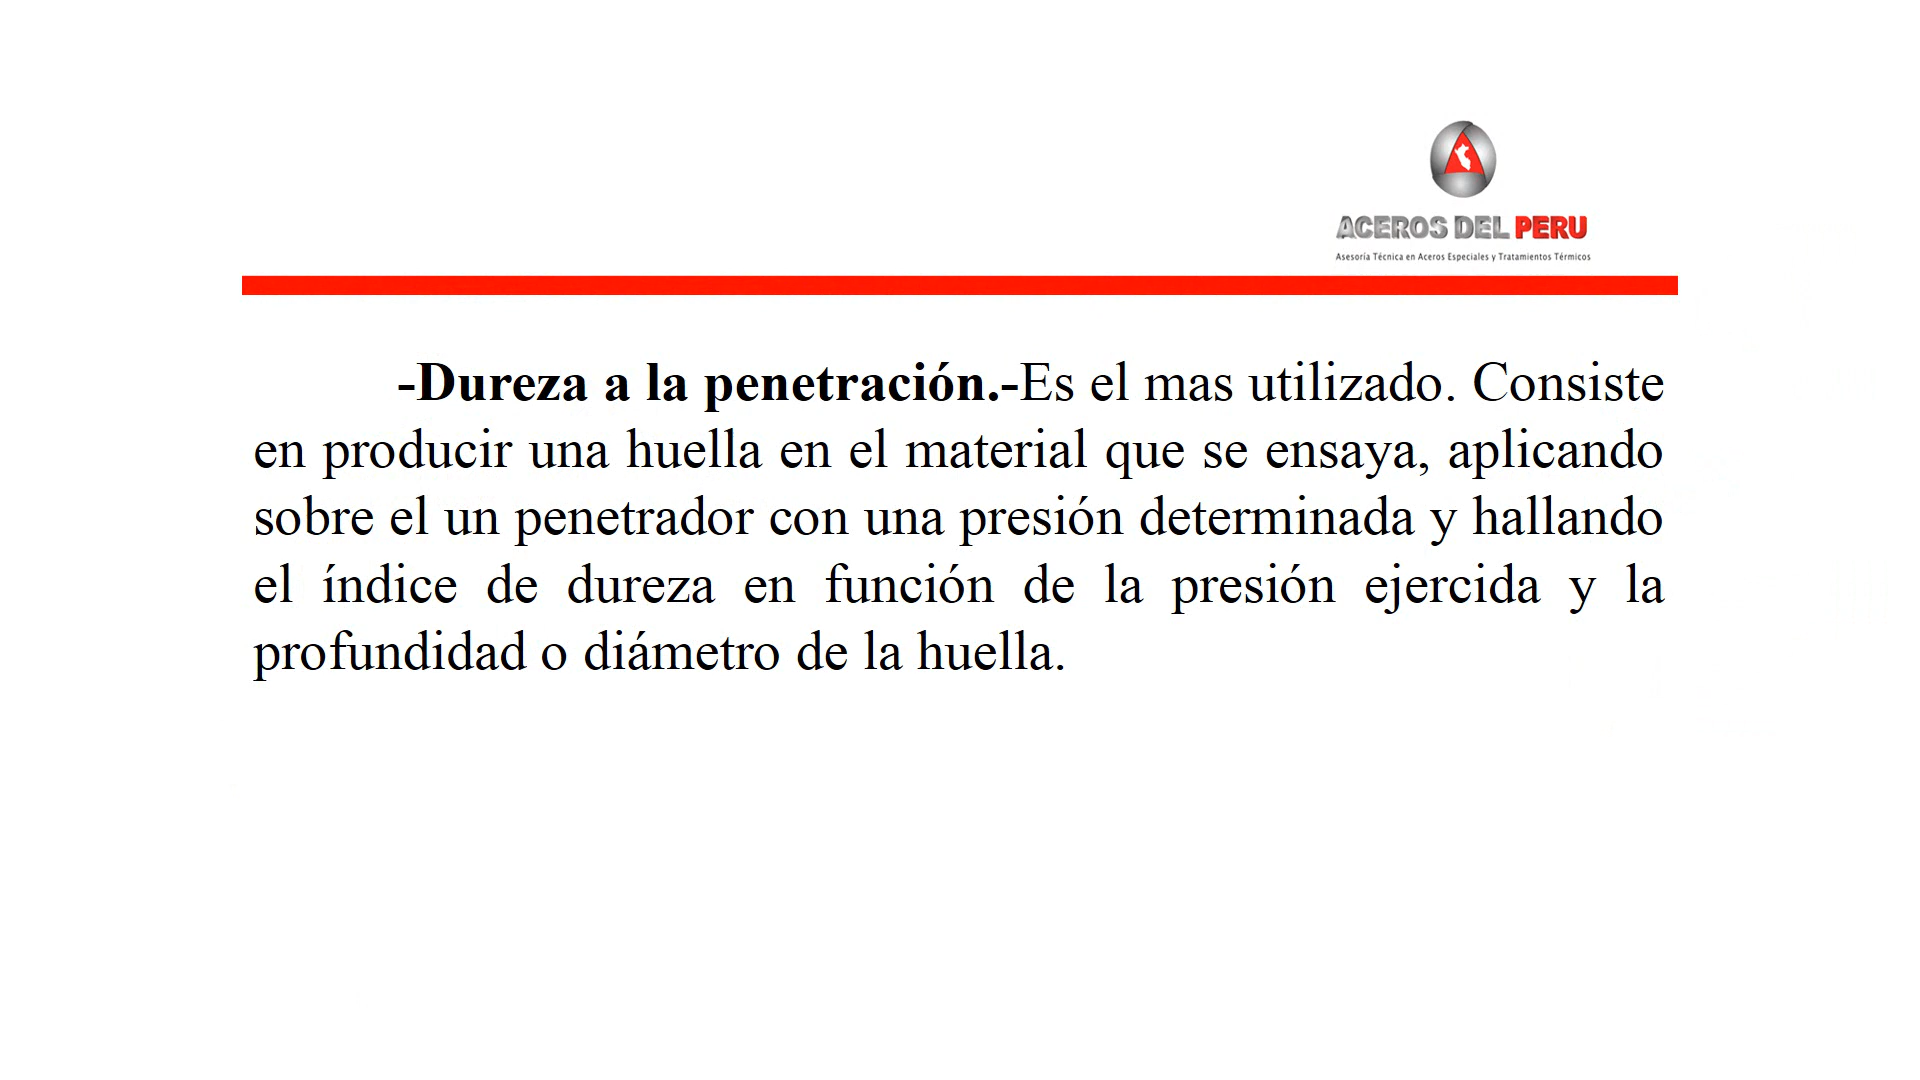 ACEROS DEL PERU
Asesoría Técnica en Aceros Especiales y Tratamientos Térmicos
-Dureza a la penetración.-Es el mas utilizado. Consiste
en producir una huella en el material que se ensaya, aplicando
sobre el un penetrador con una presión determinada y hallando
el índice de dureza en función de la presión ejercida y la
profundidad o diámetro de la huella.